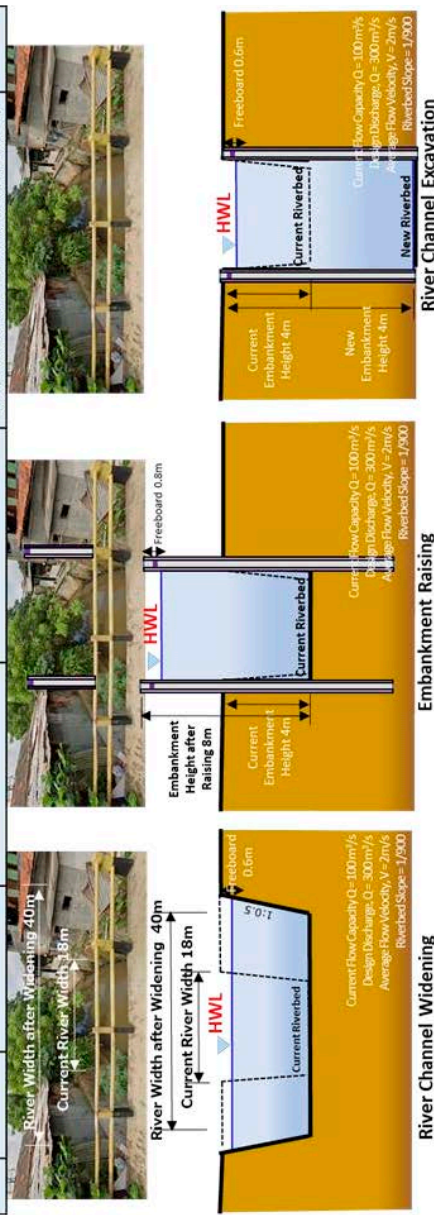 River Width after Widening 40m
Current River Width 18m
River Width after Widening 40m
Current River Width 18m
HWL
Freeboard
0.6m
1:0.5
Current Riverbed
Current Flow Capacity Q = 100m³/s
Design Discharge, Q = 300m³/s
Average Flow Velocity, V = 2m/s
Riverbed Slope = 1/900
River Channel Widening
HWL
Freeboard 0.8m
Embankment
Height after
Raising 8m
Current
Embankment
Height 4m
Current Riverbed
Current Flow Capacity Q = 100m³/s
Design Discharge, Q = 300m³/s
Average Flow Velocity, V = 2m/s
Riverbed Slope = 1/900
Embankment Raising
HWL
Freeboard 0.6m
Current
Embankment
Height 4m
Current Riverbed
New
Embankment
Height 4m
New Riverbed
Current Flow Capacity Q = 100m³/s
Design Discharge, Q = 300m³/s
Average Flow Velocity, V = 2m/s
Riverbed Slope = 1/900
River Channel Excavation